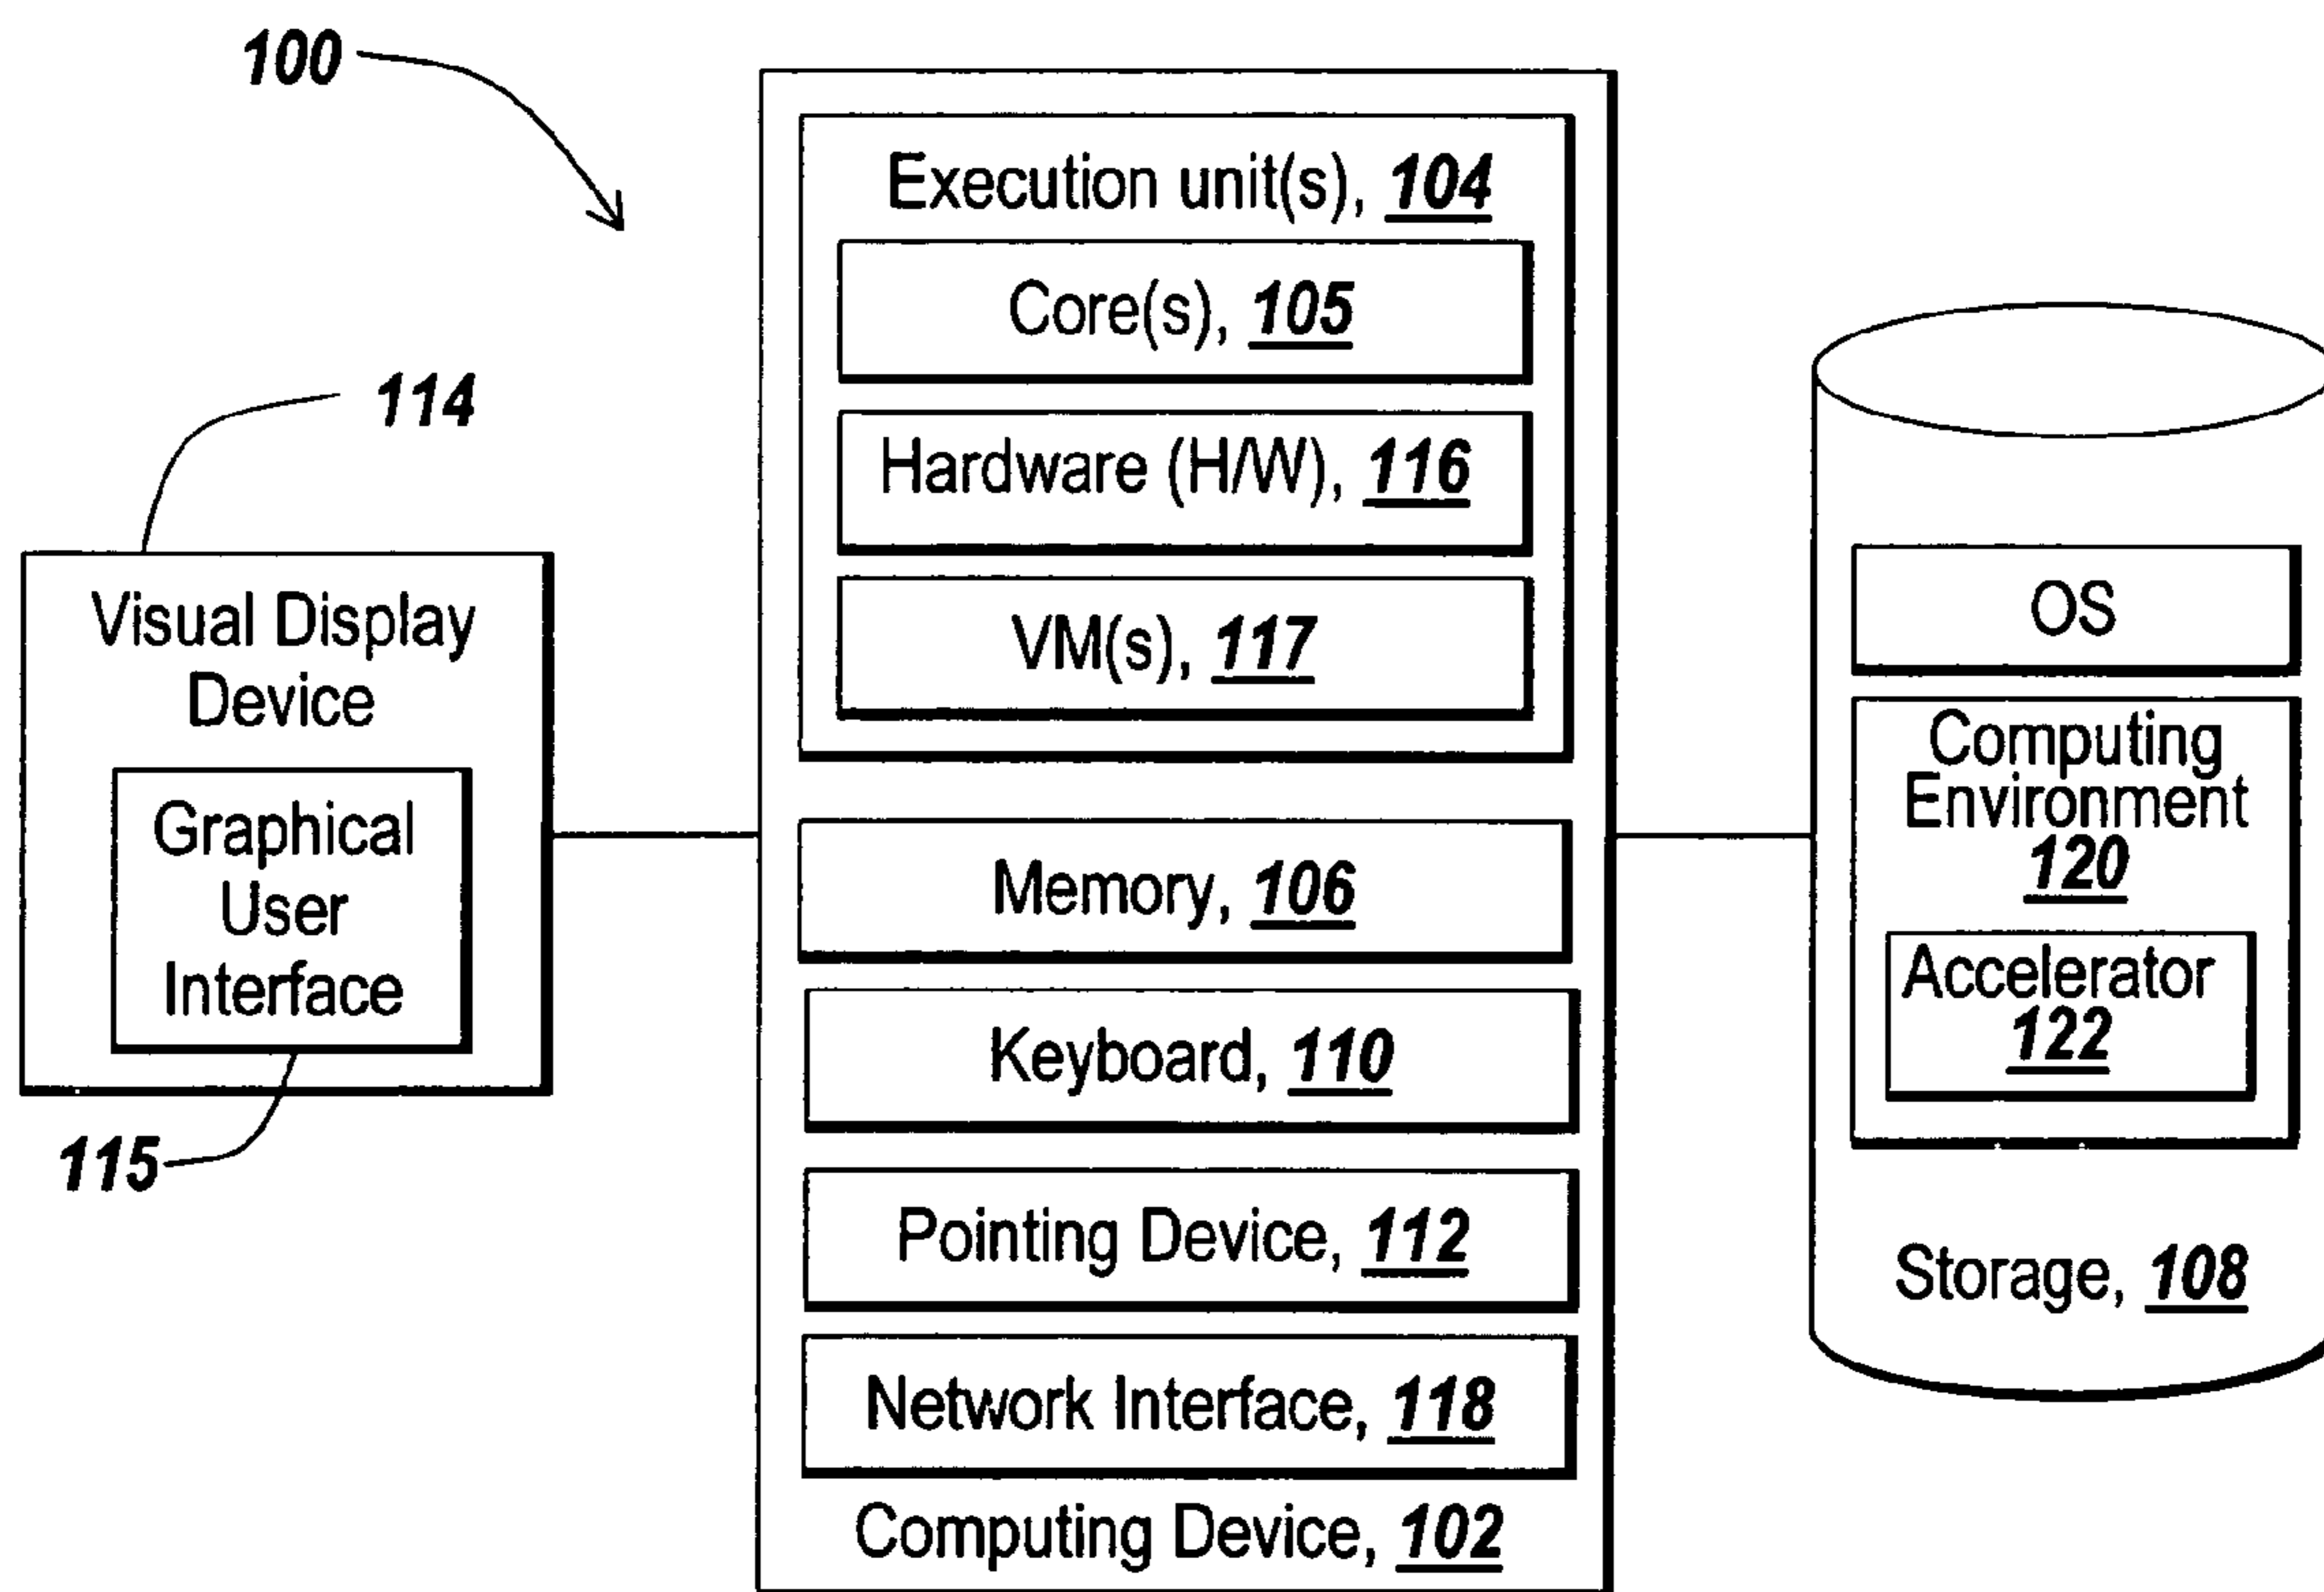 100
114
Visual Display
Device
Graphical
User
Interface
115
Execution unit(s), 104
Core(s), 105
Hardware (H/W), 116
VM(s), 117
Memory, 106
Keyboard, 110
Pointing Device, 112
Network Interface, 118
Computing Device, 102
OS
Computing
Environment
120
Accelerator
122
Storage, 108